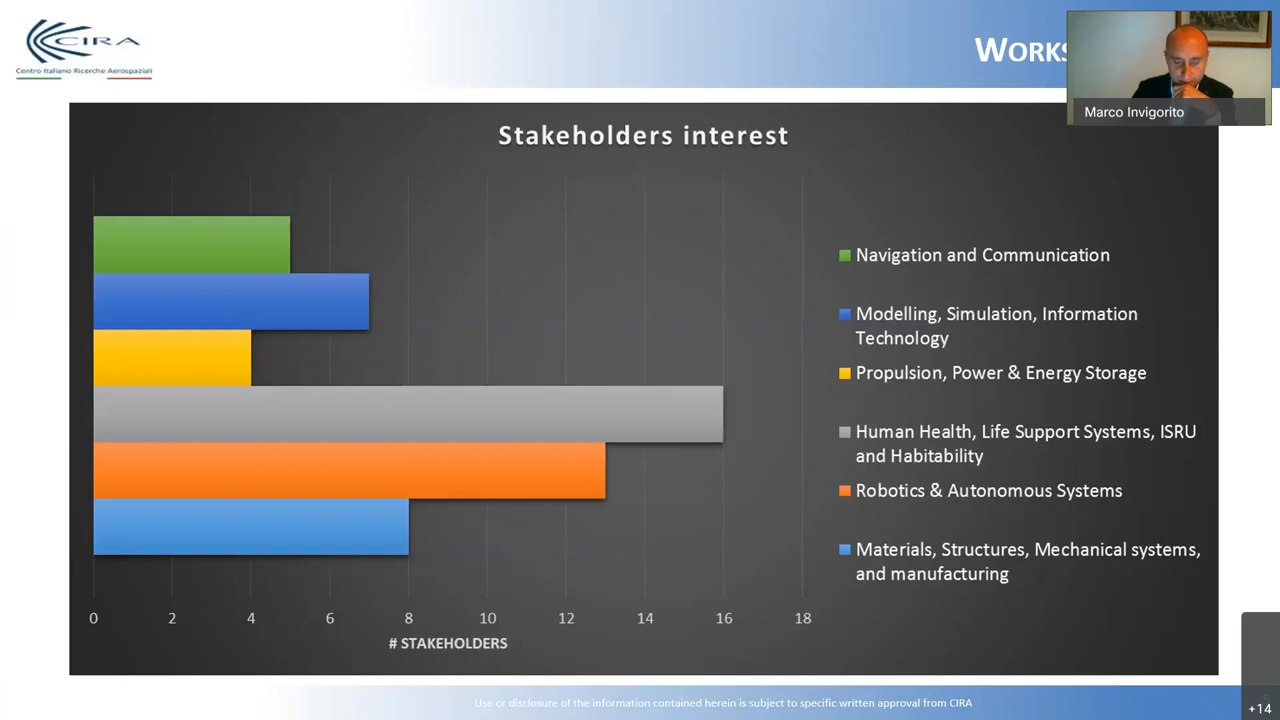 CIRA
Centro Italiano Ricerche Aerospaziali
WORKS
Marco Invigorito
Stakeholders interest
Navigation and Communication
Modelling, Simulation, Information
Technology
Propulsion, Power & Energy Storage
Human Health, Life Support Systems, ISRU
and Habitability
Robotics & Autonomous Systems
Materials, Structures, Mechanical systems,
and manufacturing
0 2 4 6 8 10 12 14 16 18
# STAKEHOLDERS
Use or disclosure of the information contained herein is subject to specific written approval from CIRA
+14